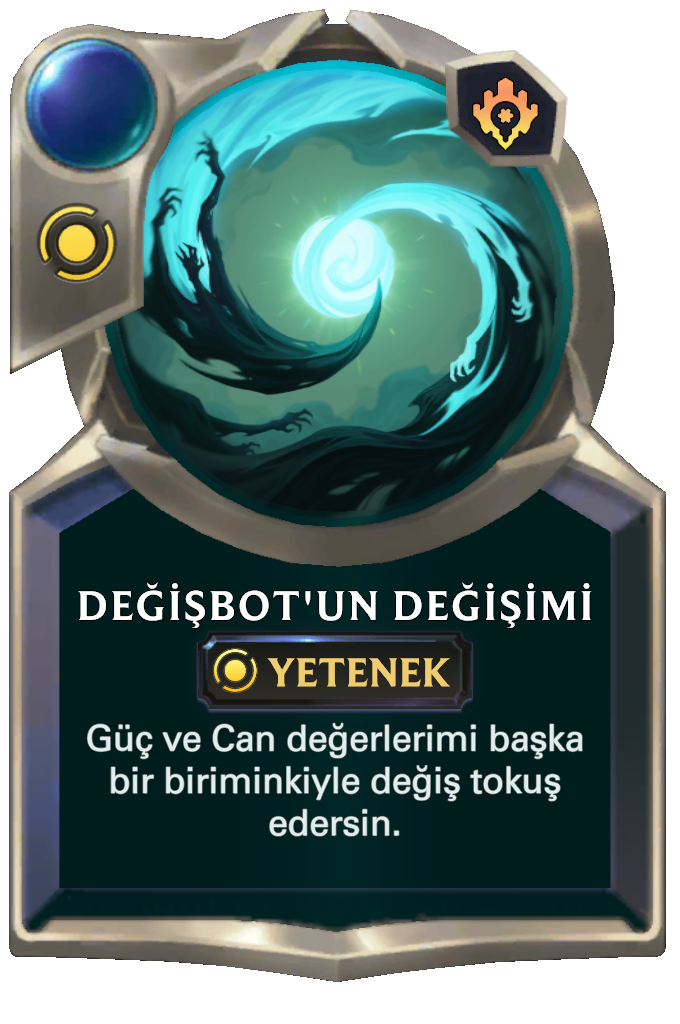 DEĞİŞBOT'UN DEĞİŞİMİ
YETENEK
Güç ve Can değerlerimi başka
bir biriminkiyle değiş tokuş
edersin.